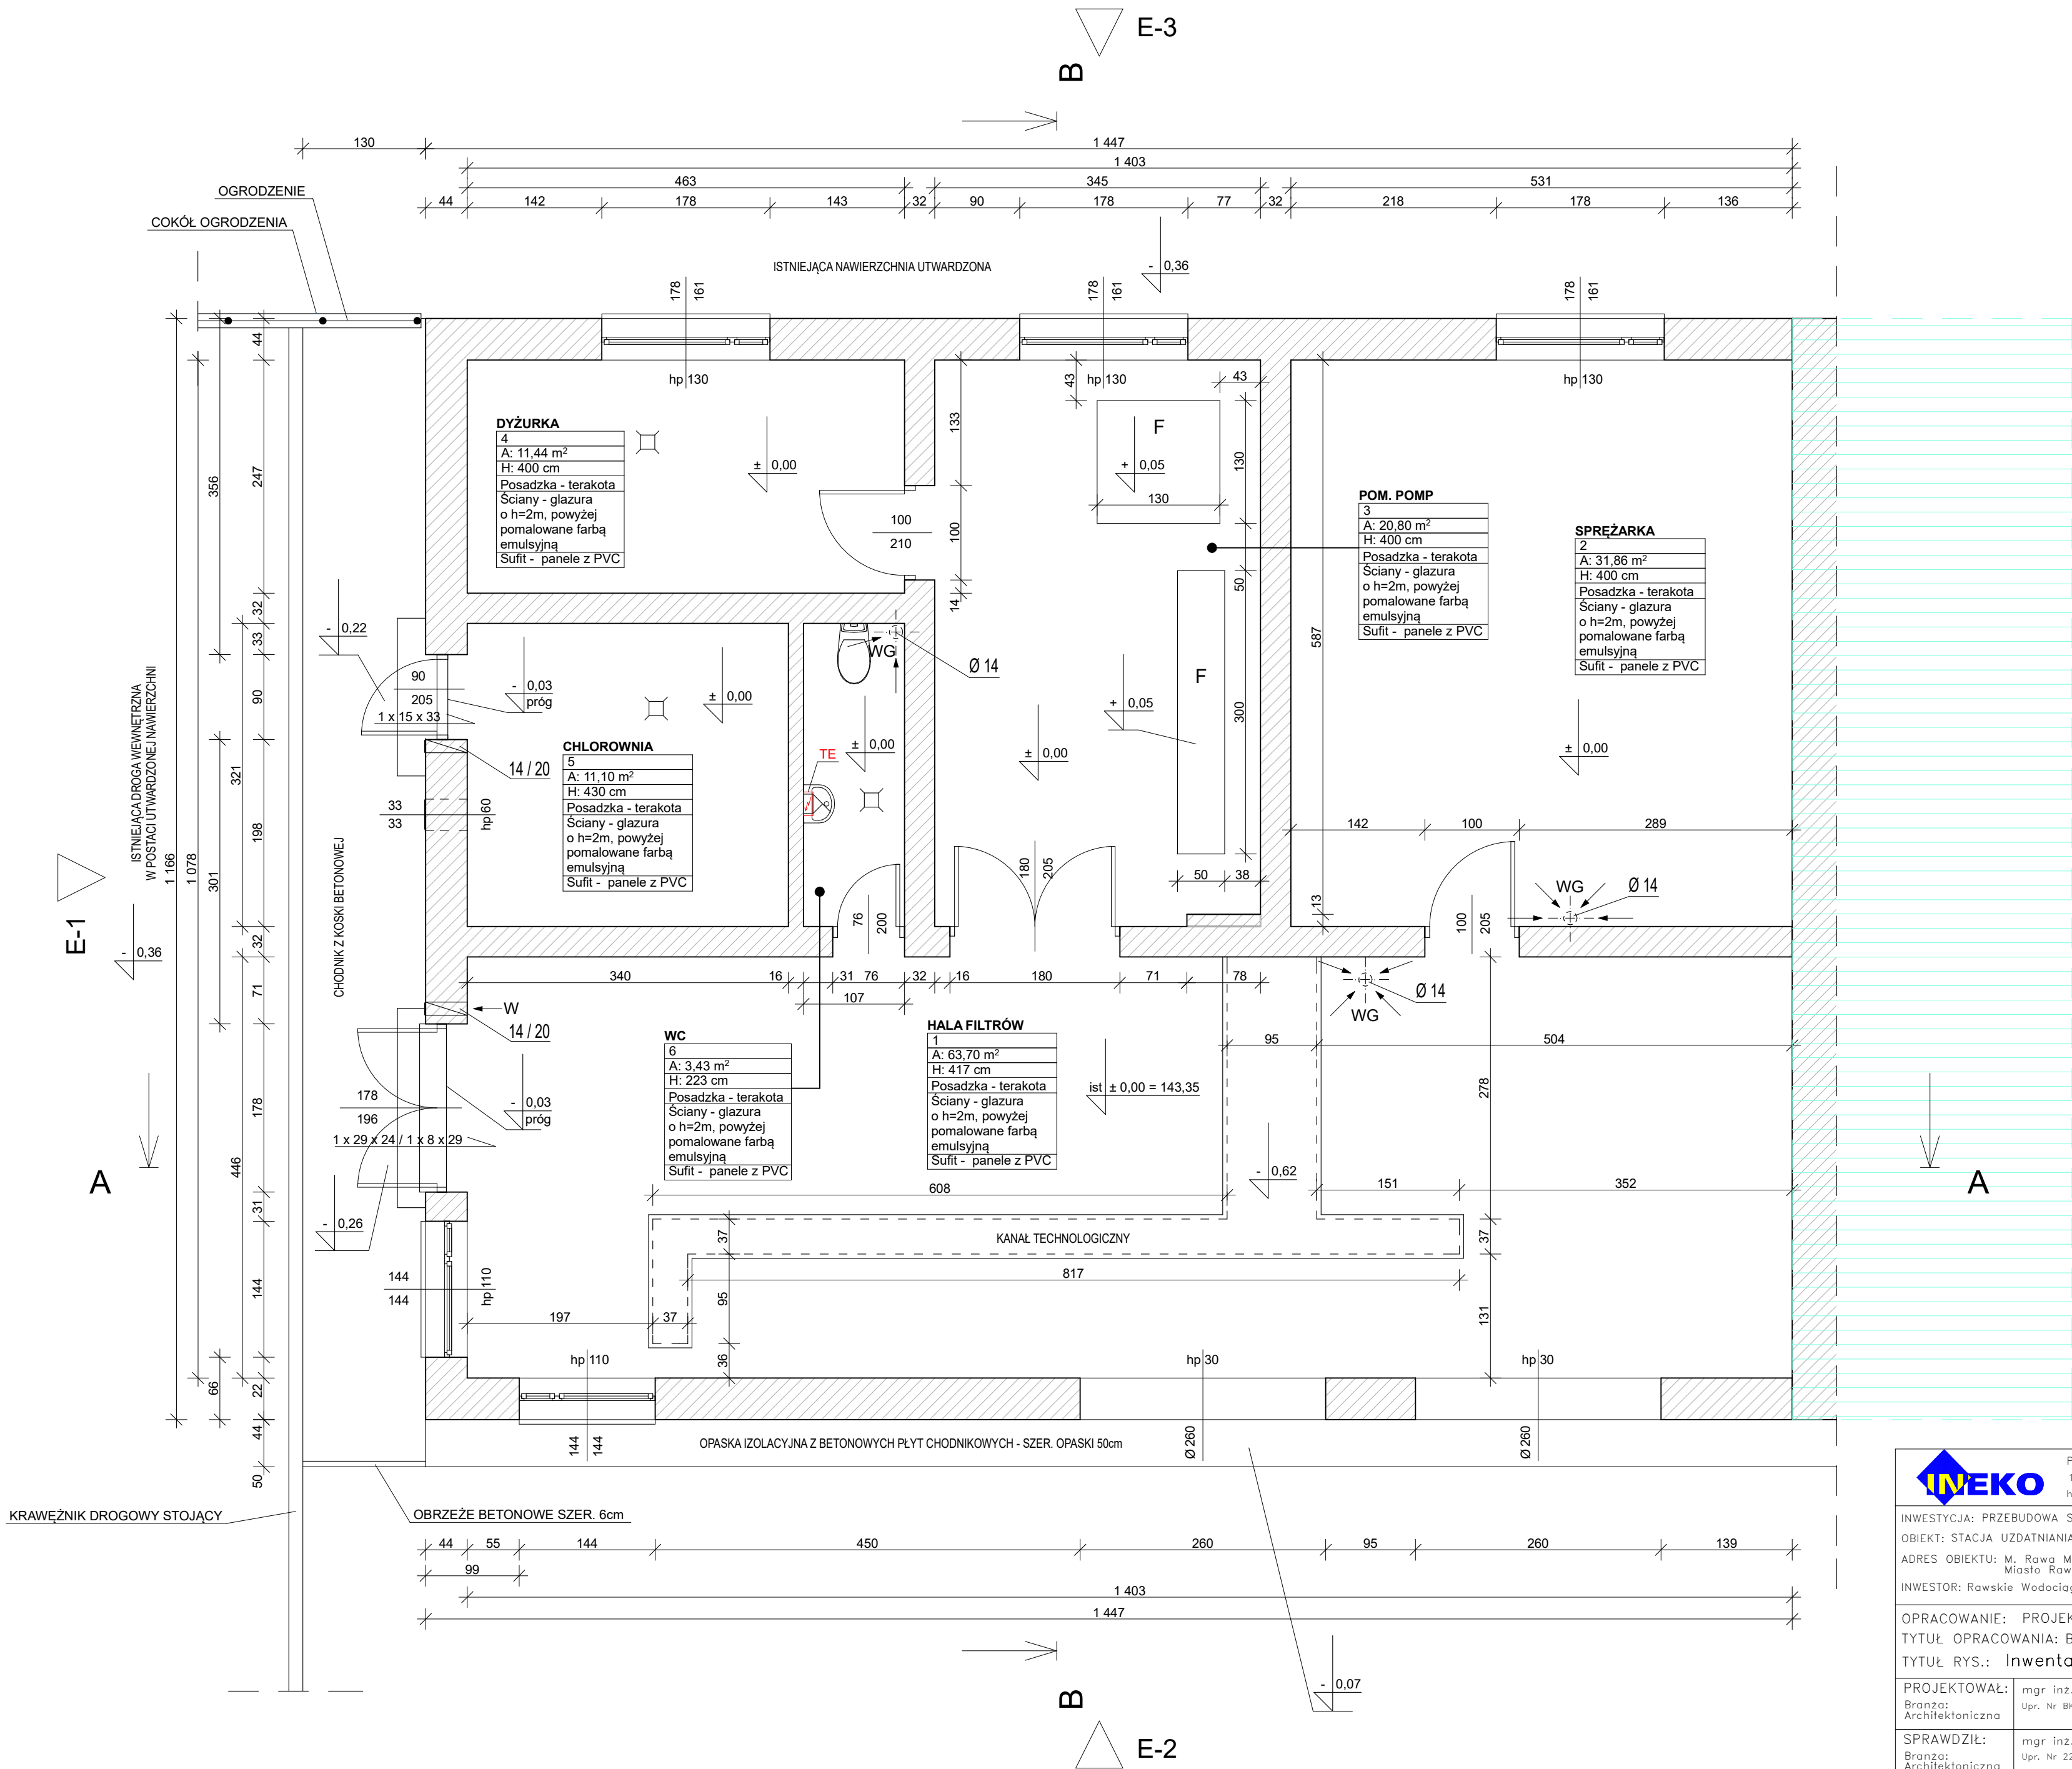 E-3
B
130
1 447
1 403
463
345
531
44
142
178
143
32
90
178
77
32
218
178
136
OGRODZENIE
COKÓŁ OGRODZENIA
ISTNIEJĄCA NAWIERZCHNIA UTWARDZONA
- 0,36
178
161
178
161
178
161
hp 130
hp 130
hp 130
44
247
356
32
33
90
321
198
301
32
71
178
446
31
144
66
22
44
50
1 166
1 078
ISTNIEJĄCA DROGA WEWNĘTRZNA
W POSTACI UTWARDZONEJ NAWIERZCHNI
CHODNIK Z KOSKI BETONOWEJ
E-1
- 0,36
A
DYŻURKA
4
A: 11,44 m²
H: 400 cm
Posadzka - terakota
Ściany - glazura
o h=2m, powyżej
pomalowane farbą
emulsyjną
Sufit - panele z PVC
± 0,00
100
210
133
100
14
43
43
F
+ 0,05
130
130
50
300
F
+ 0,05
± 0,00
50
38
13
180
205
POM. POMP
3
A: 20,80 m²
H: 400 cm
Posadzka - terakota
Ściany - glazura
o h=2m, powyżej
pomalowane farbą
emulsyjną
Sufit - panele z PVC
SPRĘŻARKA
2
A: 31,86 m²
H: 400 cm
Posadzka - terakota
Ściany - glazura
o h=2m, powyżej
pomalowane farbą
emulsyjną
Sufit - panele z PVC
587
± 0,00
142
100
289
100
205
WG
Ø 14
- 0,22
90
205
1 x 15 x 33
- 0,03
próg
14 / 20
33
33
hp 60
± 0,00
CHLOROWNIA
5
A: 11,10 m²
H: 430 cm
Posadzka - terakota
Ściany - glazura
o h=2m, powyżej
pomalowane farbą
emulsyjną
Sufit - panele z PVC
WG
Ø 14
± 0,00
TE
76
200
340
16
31
76
32
16
180
71
78
107
W
14 / 20
178
196
1 x 29 x 24 / 1 x 8 x 29
- 0,03
próg
- 0,26
144
144
hp 110
WC
6
A: 3,43 m²
H: 223 cm
Posadzka - terakota
Ściany - glazura
o h=2m, powyżej
pomalowane farbą
emulsyjną
Sufit - panele z PVC
HALA FILTRÓW
1
A: 63,70 m²
H: 417 cm
Posadzka - terakota
Ściany - glazura
o h=2m, powyżej
pomalowane farbą
emulsyjną
Sufit - panele z PVC
ist ± 0,00 = 143,35
WG
Ø 14
95
504
278
- 0,62
608
151
352
37
KANAŁ TECHNOLOGICZNY
37
817
95
131
197
37
36
A
hp 110
hp 30
hp 30
144
144
Ø 260
Ø 260
OPASKA IZOLACYJNA Z BETONOWYCH PŁYT CHODNIKOWYCH - SZER. OPASKI 50cm
KRAWĘŻNIK DROGOWY STOJĄCY
OBRZEŻE BETONOWE SZER. 6cm
44
55
144
450
260
95
260
139
99
1 403
1 447
B
E-2
- 0,07
INEKO
INWESTYCJA: PRZEBUDOWA S
OBIEKT: STACJA UZDATNIANIA
ADRES OBIEKTU: M. Rawa M
Miasto Raw
INWESTOR: Rawskie Wodocią
OPRACOWANIE: PROJEK
TYTUŁ OPRACOWANIA: B
TYTUŁ RYS.: Inwenta
PROJEKTOWAŁ:
mgr inż.
Branża:
Architektoniczna
Upr. Nr
SPRAWDZIŁ:
mgr inż.
Branża:
Architektoniczna
Upr. Nr 22